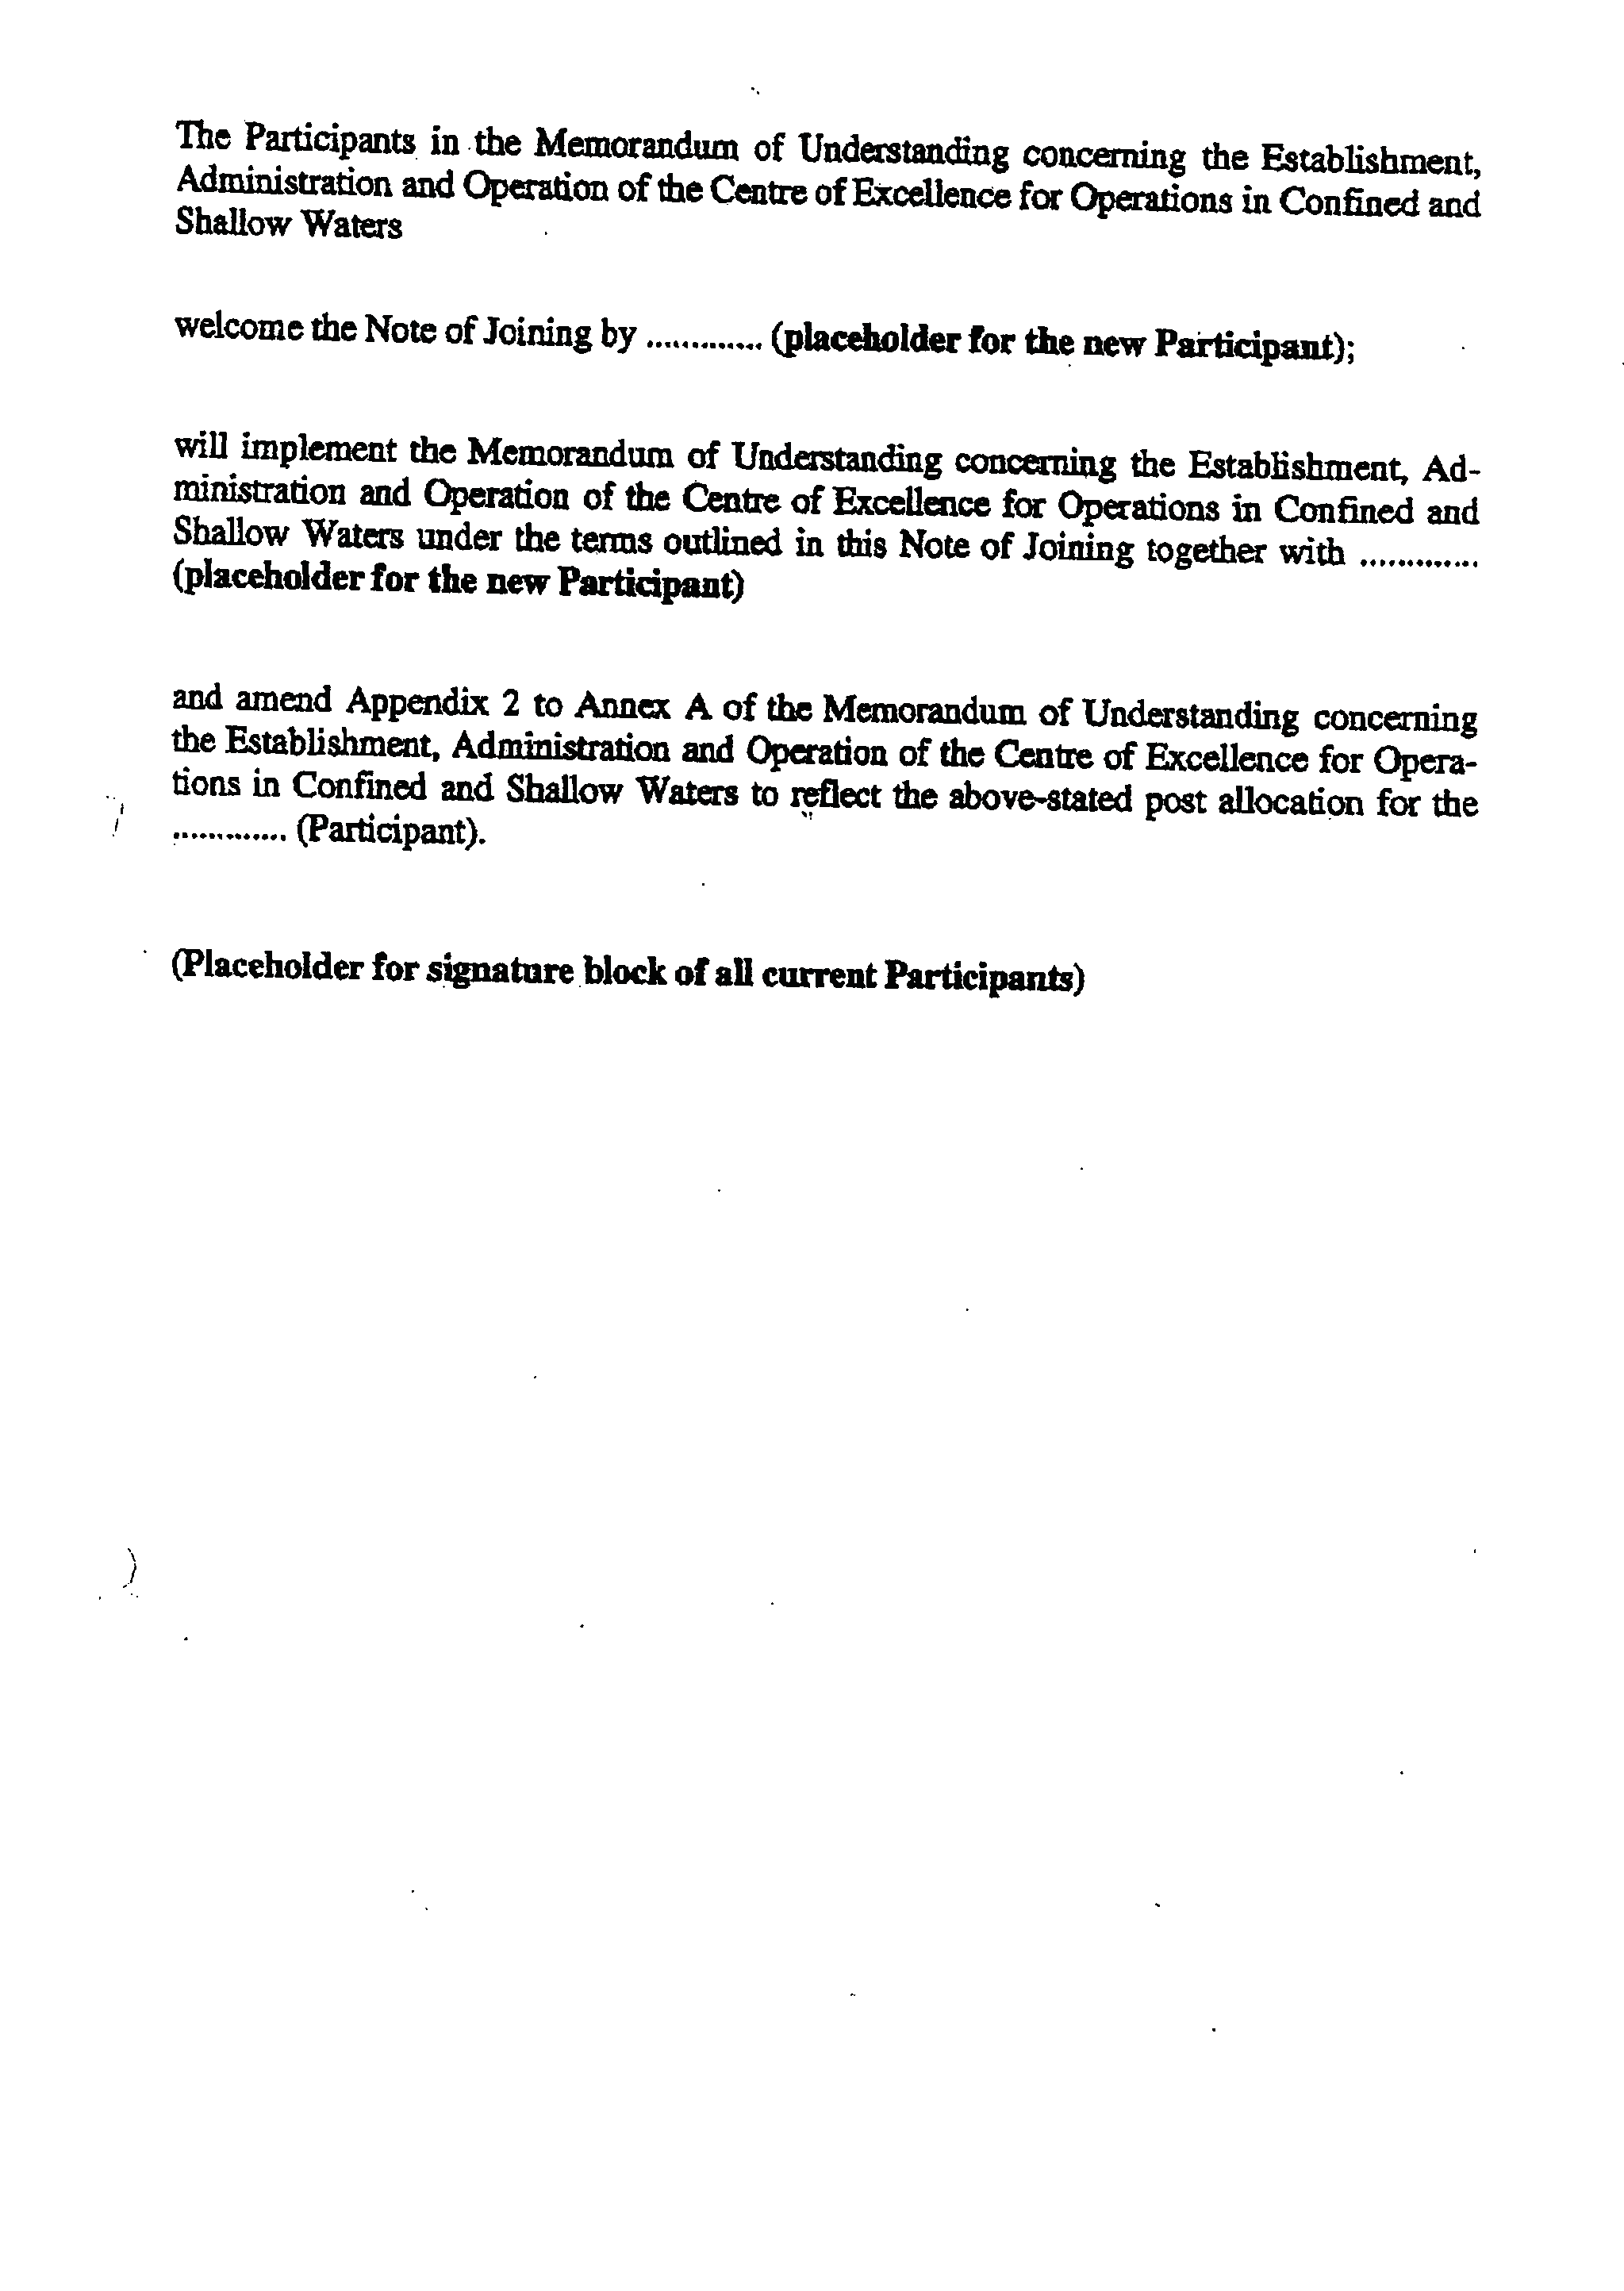 The Participants in the Memorandum of Understanding concerning the Establishment,
Administration and Operation of the Centre of Excellence for Operations in Confined and
Shallow Waters
welcome the Note of Joining by ............. (placeholder for the new Participant);
will implement the Memorandum of Understanding concerning the Establishment, Ad-
ministration and Operation of the Centre of Excellence for Operations in Confined and
Shallow Waters under the terms outlined in this Note of Joining together with .............
(placeholder for the new Participant)
and amend Appendix 2 to Annex A of the Memorandum of Understanding concerning
the Establishment, Administration and Operation of the Centre of Excellence for Opera-
tions in Confined and Shallow Waters to reflect the above-stated post allocation for the
............. (Participant).
(Placeholder for signature block of all current Participants)